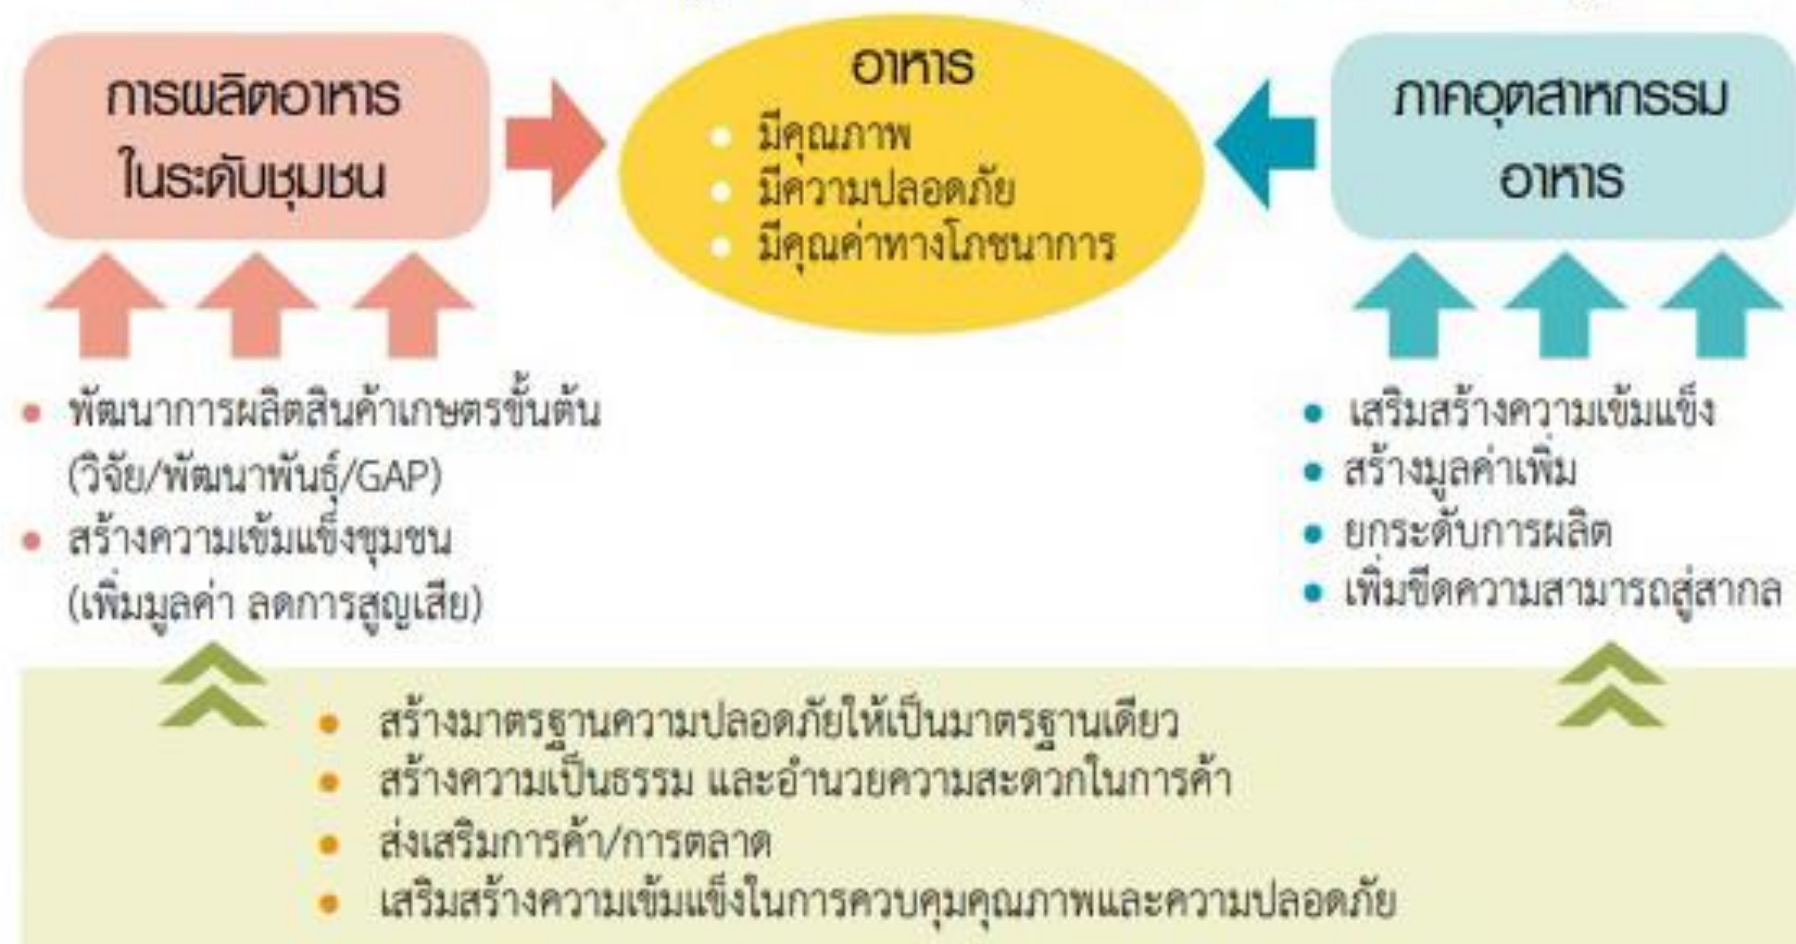 การผลิตอาหาร
ในระดับชุมชน
อาหาร
• มีคุณภาพ
• มีความปลอดภัย
• มีคุณค่าทางโภชนาการ
ภาคอุตสาหกรรม
อาหาร
• พัฒนาการผลิตสินค้าเกษตรขั้นต้น
(วิจัย/พัฒนาพันธุ์/GAP)
• สร้างความเข้มแข็งชุมชน
(เพิ่มมูลค่า ลดการสูญเสีย)
• เสริมสร้างความเข้มแข็ง
• สร้างมูลค่าเพิ่ม
• ยกระดับการผลิต
• เพิ่มขีดความสามารถสู่สากล
• สร้างมาตรฐานความปลอดภัยให้เป็นมาตรฐานเดียว
• สร้างความเป็นธรรม และอำนวยความสะดวกในการค้า
• ส่งเสริมการค้า/การตลาด
• เสริมสร้างความเข้มแข็งในการควบคุมคุณภาพและความปลอดภัย